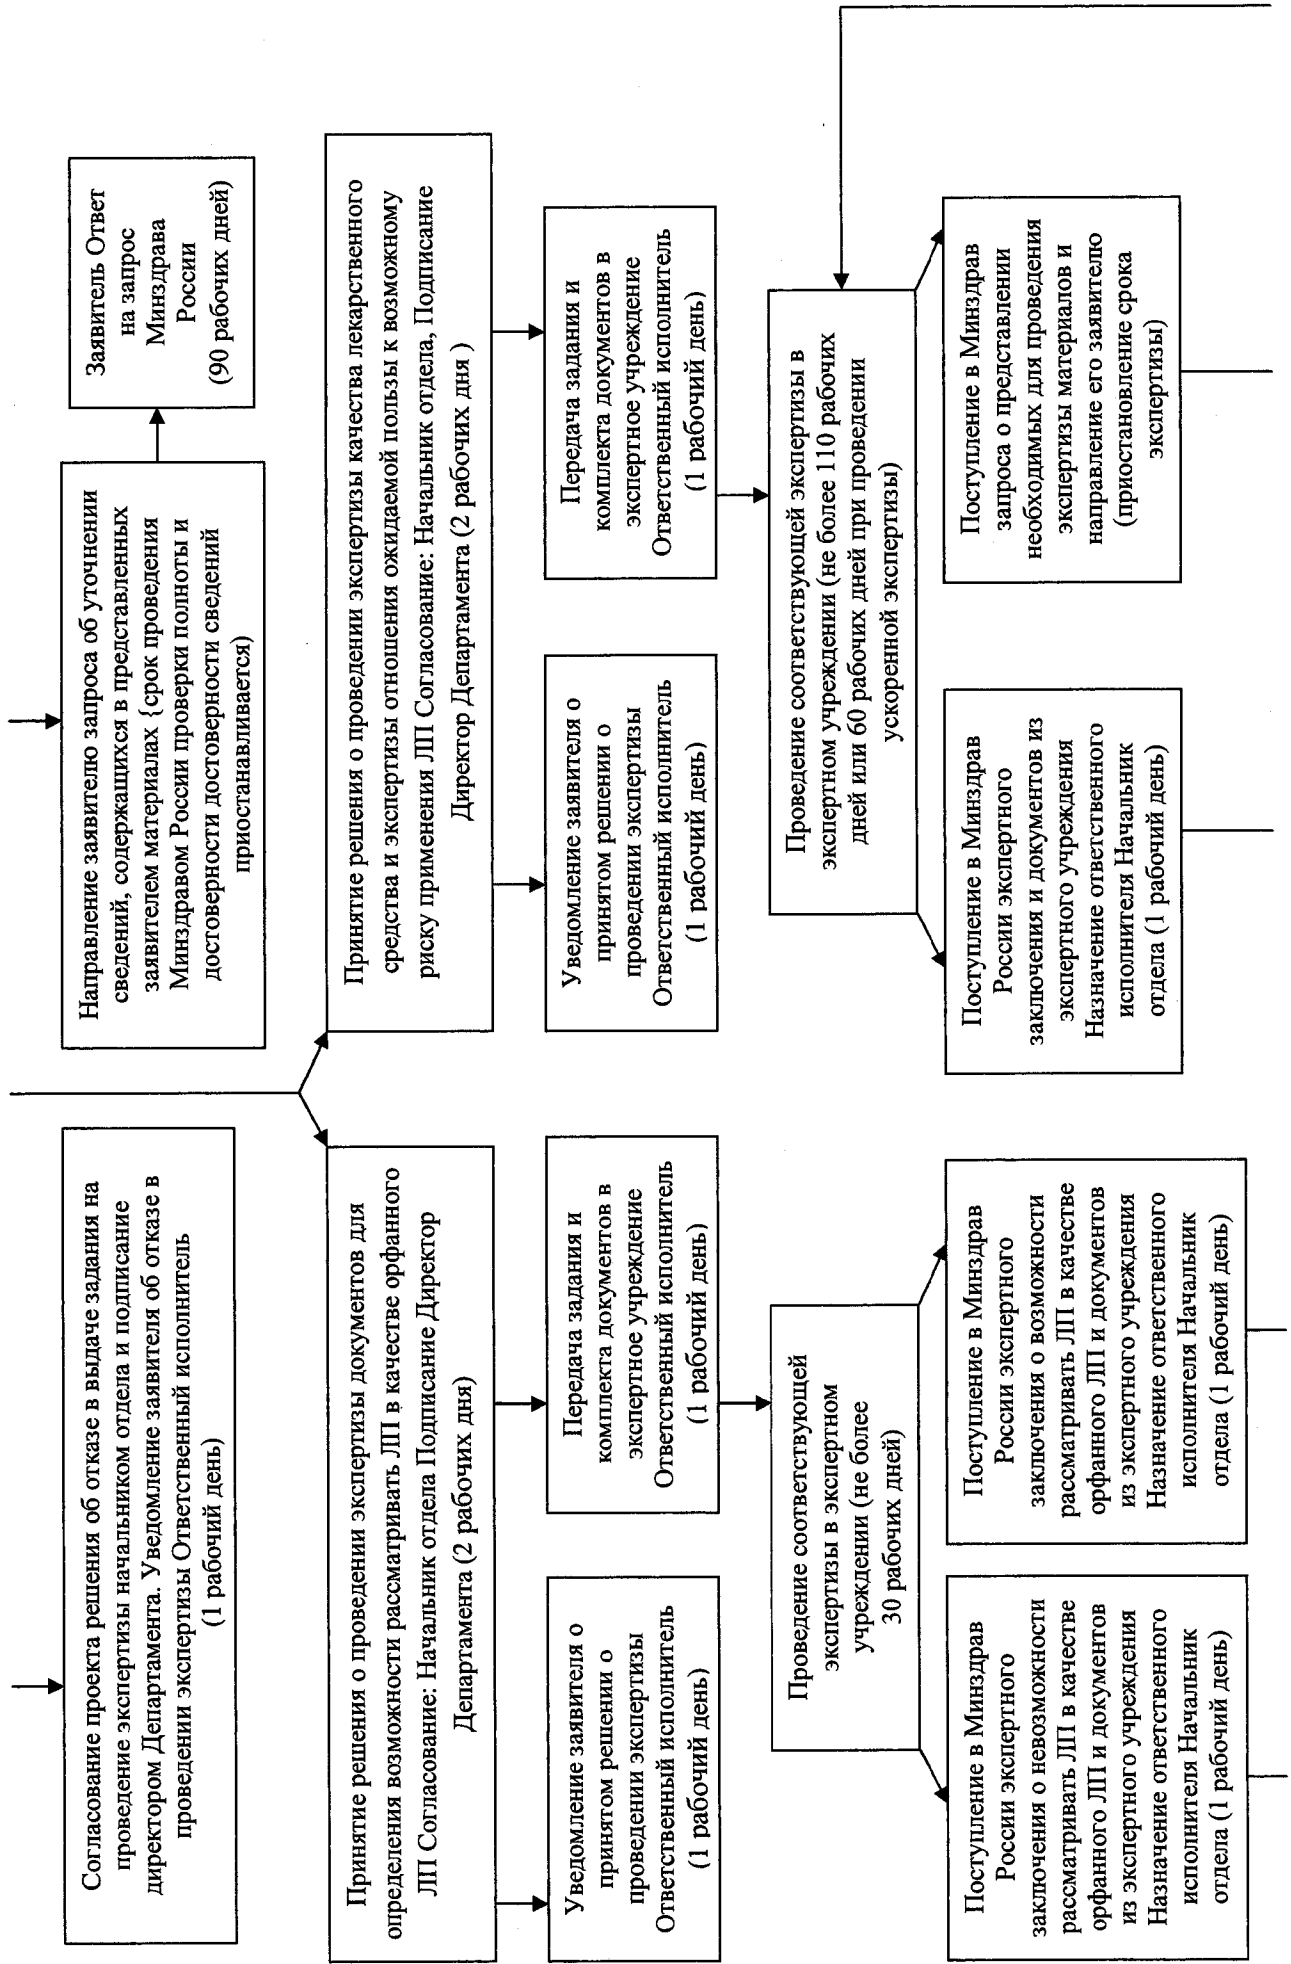 Согласование проекта решения об отказе в выдаче задания на
проведение экспертизы начальником отдела и подписание
директором Департамента. Уведомление заявителя об отказе в
проведении экспертизы Ответственный исполнитель
(1 рабочий день)
Направление заявителю запроса об уточнении
сведений, содержащихся в представленных
заявителем материалах {срок проведения
Минздравом России проверки полноты и
достоверности достоверности сведений
приостанавливается)
Заявитель Ответ
на запрос
Минздрава
России
(90 рабочих дней)
Принятие решения о проведении экспертизы документов для
определения возможности рассматривать ЛП в качестве орфанного
ЛП Согласование: Начальник отдела Подписание Директор
Департамента (2 рабочих дня)
Принятие решения о проведении экспертизы качества лекарственного
средства и экспертизы отношения ожидаемой пользы к возможному
риску применения ЛП Согласование: Начальник отдела, Подписание
Директор Департамента (2 рабочих дня )
Уведомление заявителя о
принятом решении о
проведении экспертизы
Ответственный исполнитель
(1 рабочий день)
Передача задания и
комплекта документов в
экспертное учреждение
Ответственный исполнитель
(1 рабочий день)
Уведомление заявителя о
принятом решении о
проведении экспертизы
Ответственный исполнитель
(1 рабочий день)
Передача задания и
комплекта документов в
экспертное учреждение
Ответственный исполнитель
(1 рабочий день)
Проведение соответствующей
экспертизы в экспертном
учреждении (не более
30 рабочих дней)
Проведение соответствующей экспертизы в
экспертном учреждении (не более 110 рабочих
дней или 60 рабочих дней при проведении
ускоренной экспертизы)
Поступление в Минздрав
России экспертного
заключения о невозможности
рассматривать ЛП в качестве
орфанного ЛП и документов
из экспертного учреждения
Назначение ответственного
исполнителя Начальник
отдела (1 рабочий день)
Поступление в Минздрав
России экспертного
заключения о возможности
рассматривать ЛП в качестве
орфанного ЛП и документов
из экспертного учреждения
Назначение ответственного
исполнителя Начальник
отдела (1 рабочий день)
Поступление в Минздрав
России экспертного
заключения и документов из
экспертного учреждения
Назначение ответственного
исполнителя Начальник
отдела (1 рабочий день)
Поступление в Минздрав
запроса о представлении
необходимых для проведения
экспертизы материалов и
направление его заявителю
(приостановление срока
экспертизы)